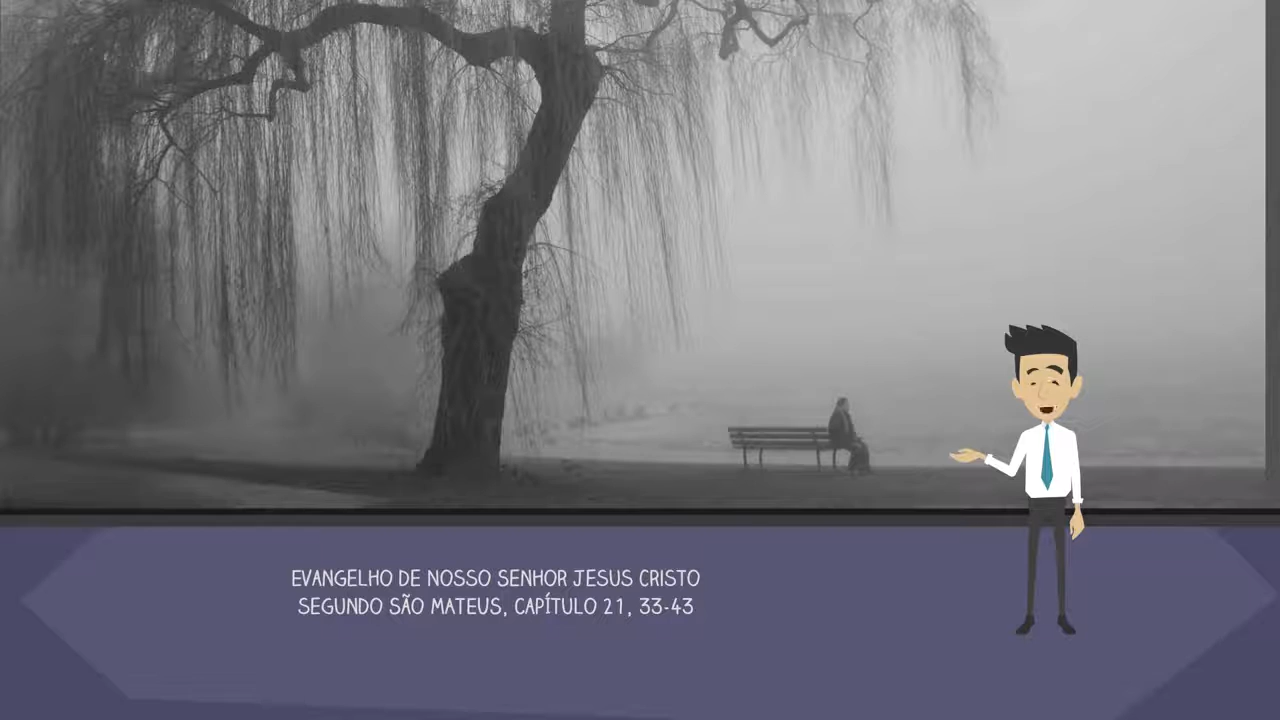 EVANGELHO DE NOSSO SENHOR JESUS CRISTO
SEGUNDO SÃO MATEUS, CAPÍTULO 21, 33-43